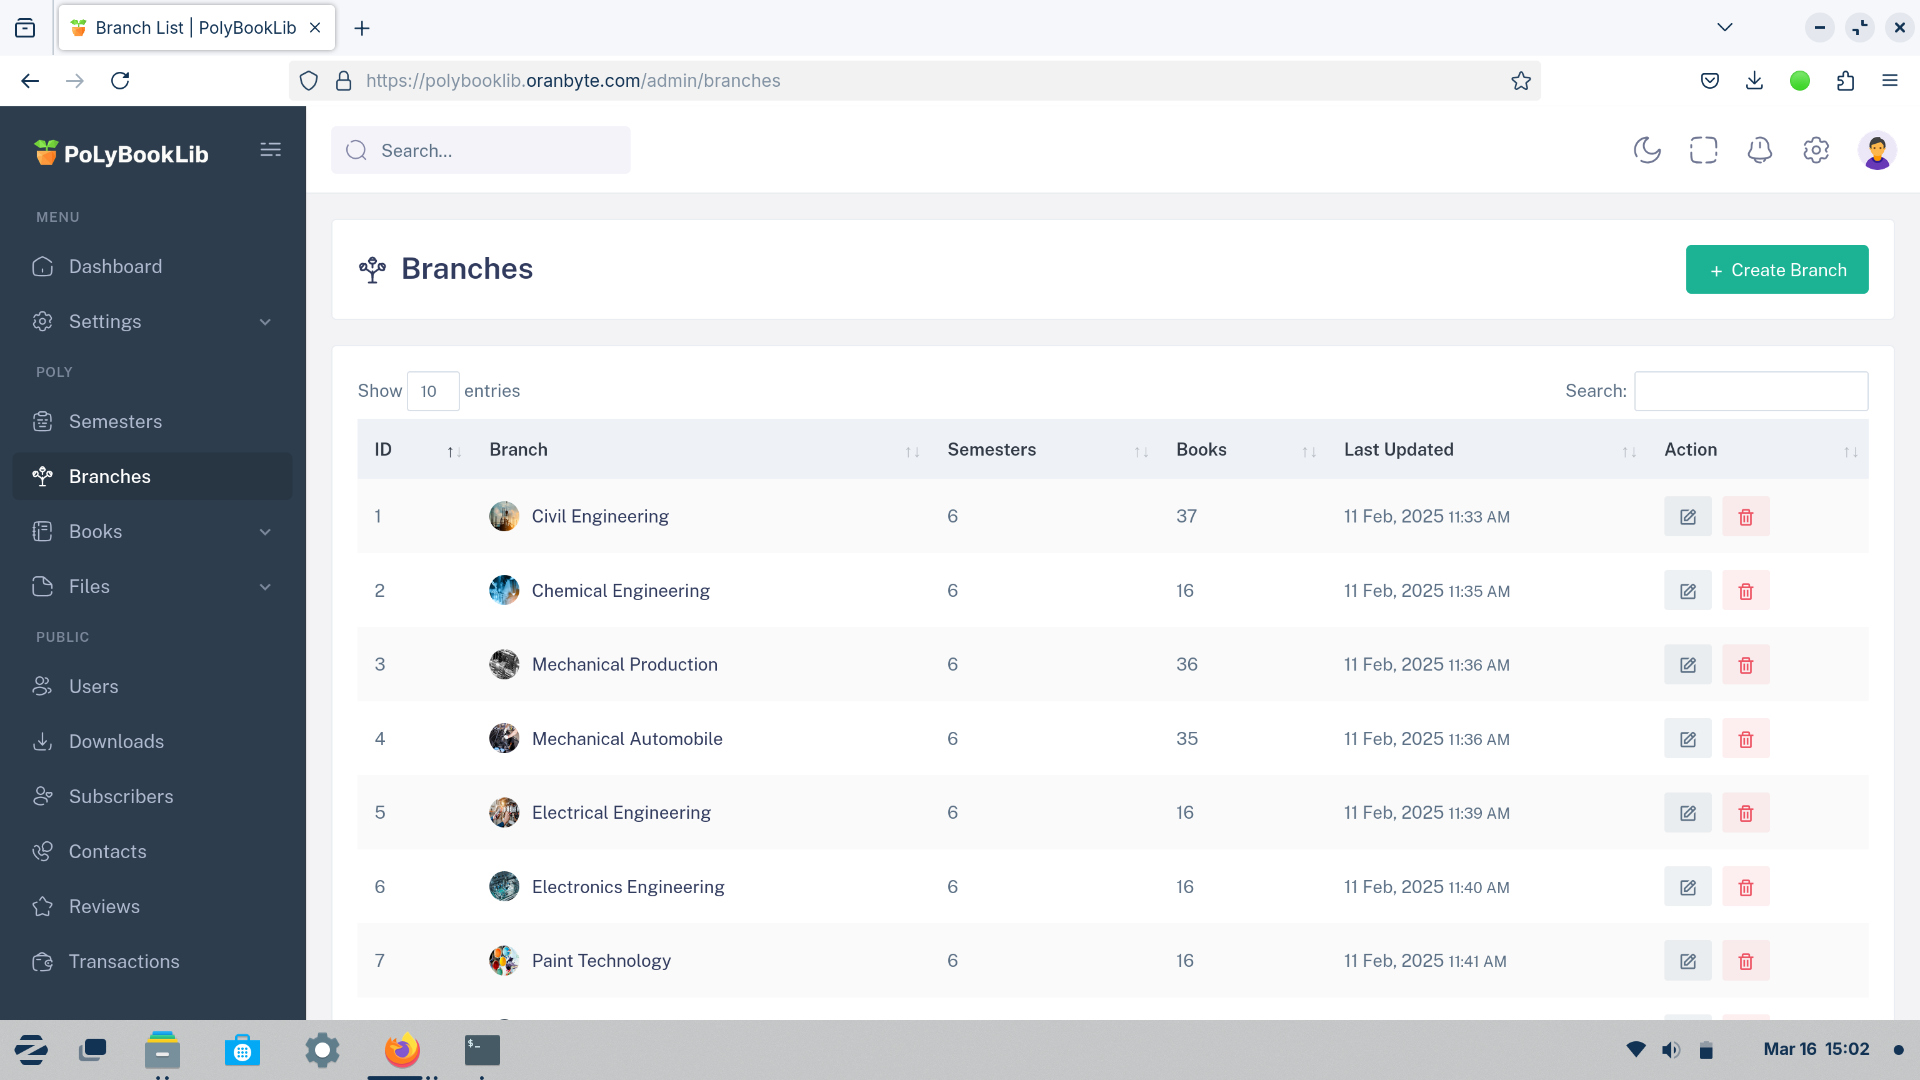 Branch List | PolyBookLib
https://polybooklib.oranbyte.com/admin/branches
PoLyBookLib
Search...
MENU
Dashboard
Settings
POLY
Semesters
Branches
Books
Files
PUBLIC
Users
Downloads
Subscribers
Contacts
Reviews
Transactions
Branches
+ Create Branch
Show 10 entries
Search:
ID Branch Semesters Books Last Updated Action
1 Civil Engineering 6 37 11 Feb, 2025 11:33 AM
2 Chemical Engineering 6 16 11 Feb, 2025 11:35 AM
3 Mechanical Production 6 36 11 Feb, 2025 11:36 AM
4 Mechanical Automobile 6 35 11 Feb, 2025 11:36 AM
5 Electrical Engineering 6 16 11 Feb, 2025 11:39 AM
6 Electronics Engineering 6 16 11 Feb, 2025 11:40 AM
7 Paint Technology 6 16 11 Feb, 2025 11:41 AM
$-
Mar 16 15:02